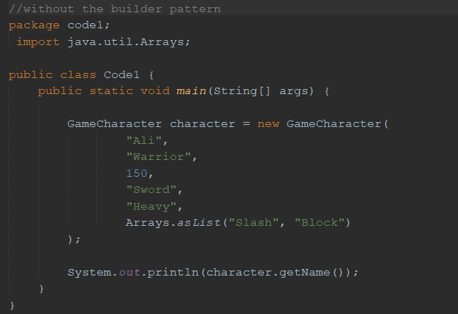 //without the builder pattern
package code1;
import java.util.Arrays;
public class Code1 {
public static void main(String[] args) {
GameCharacter character = new GameCharacter(
"Ali",
"Warrior",
150,
"Sword",
"Heavy",
Arrays.asList("Slash", "Block")
);
System.out.println(character.getName());
}
}